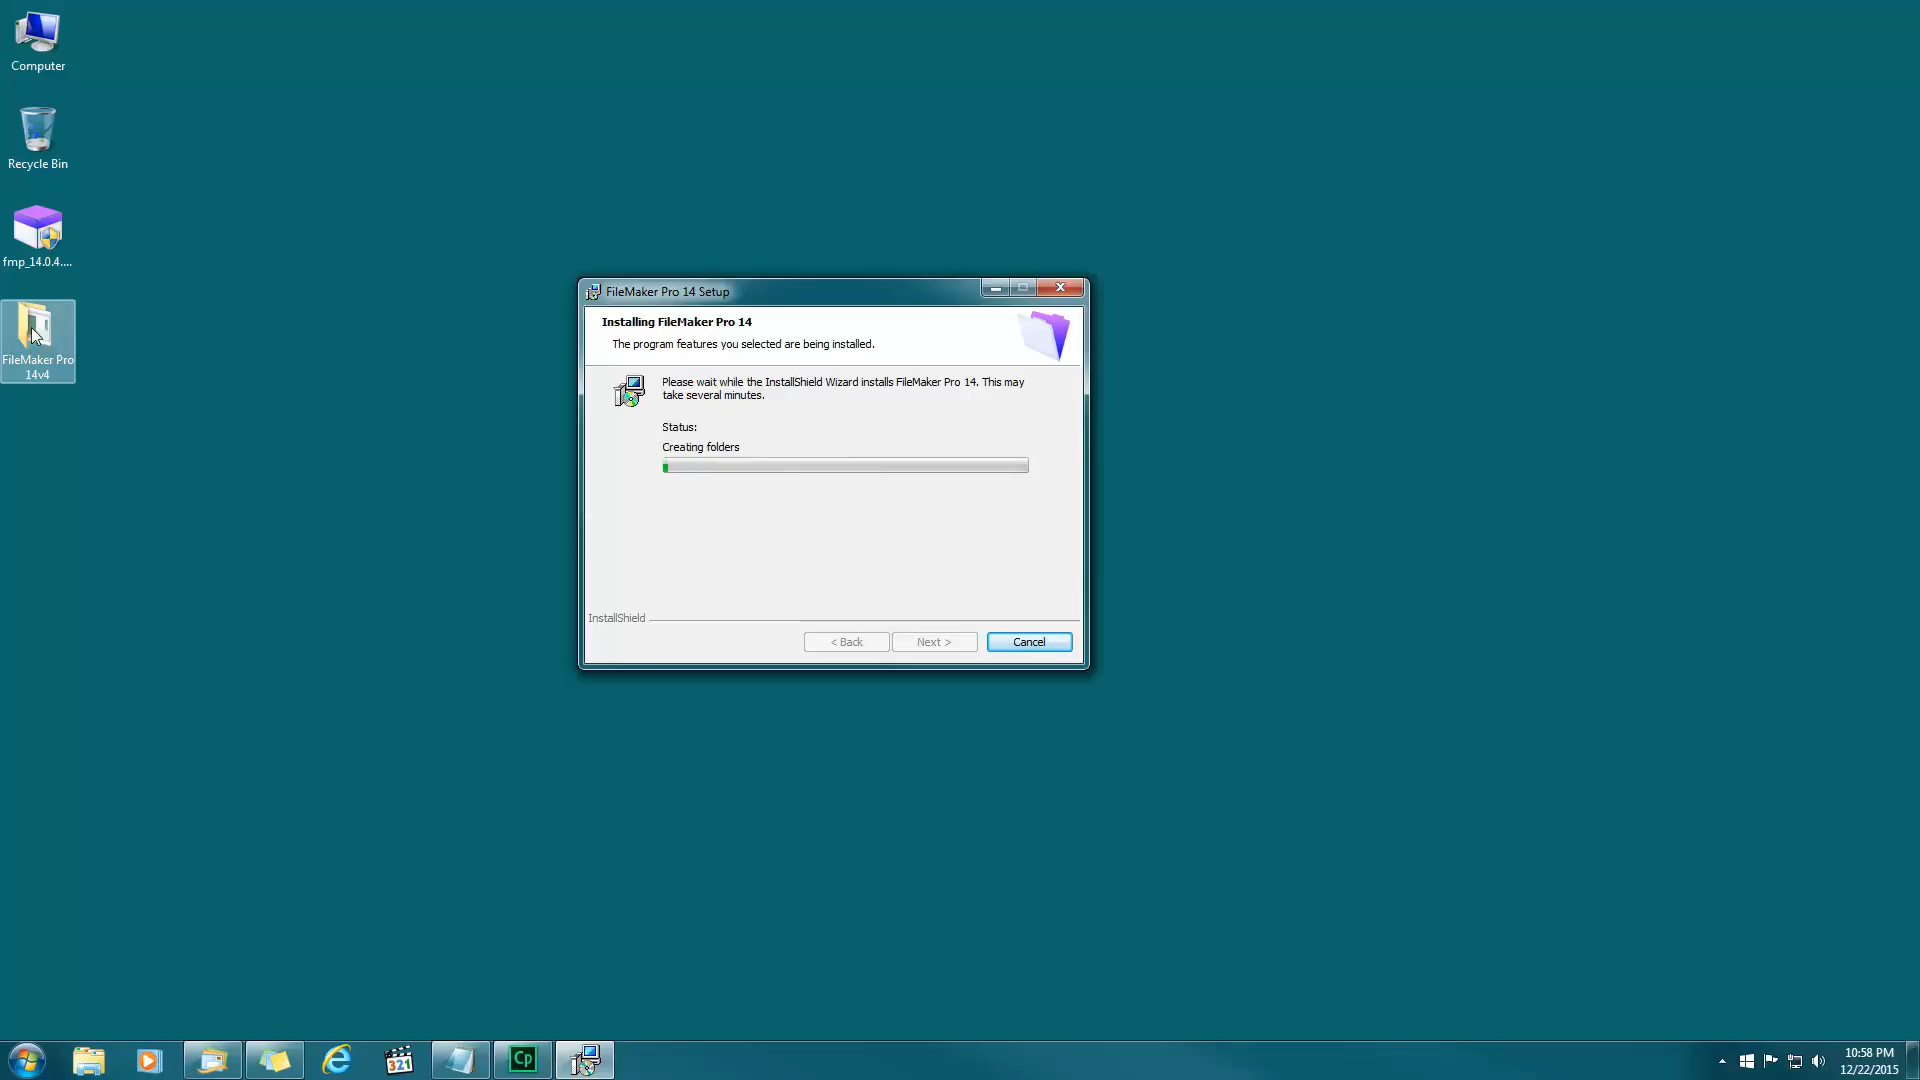 Computer
Recycle Bin
fmp_14.0.4....
FileMaker Pro
14v4
FileMaker Pro 14 Setup
Installing FileMaker Pro 14
The program features you selected are being installed.
Please wait while the InstallShield Wizard installs FileMaker Pro 14. This may
take several minutes.
Status:
Creating folders
InstallShield
< Back
Next >
Cancel
321
Cp
10:58 PM
12/22/2015